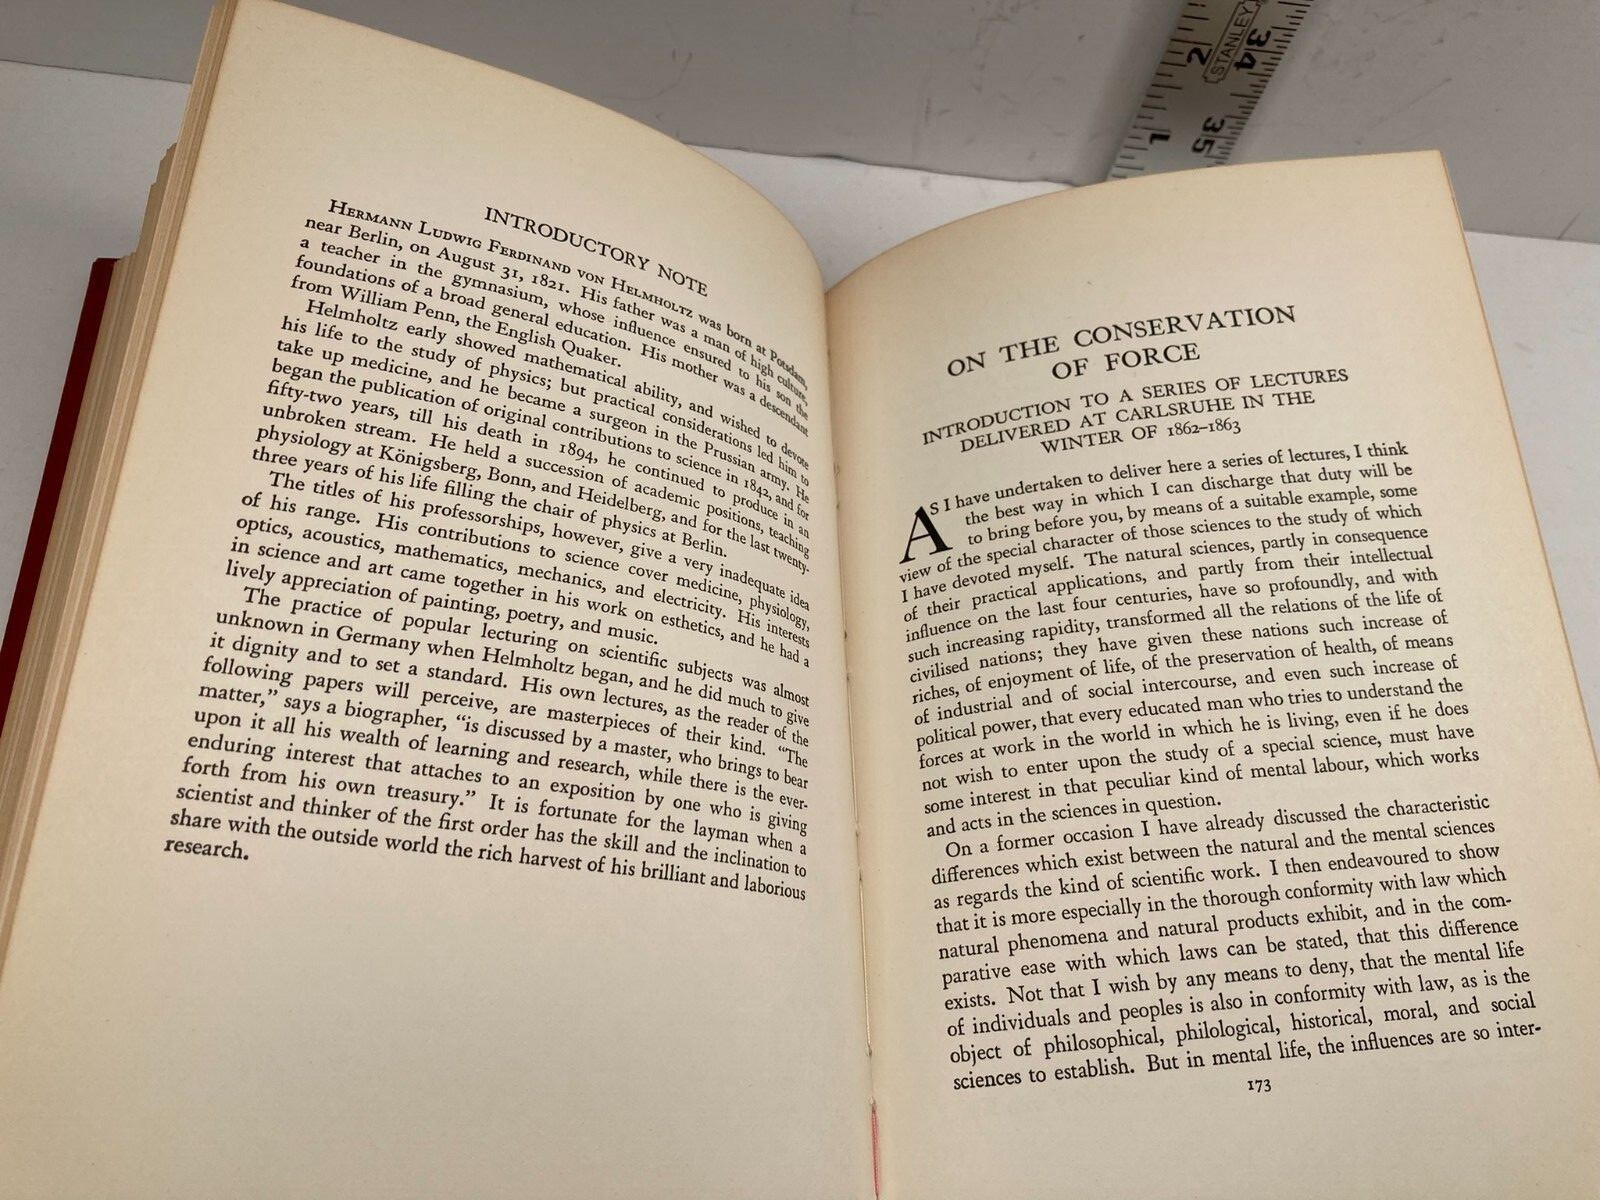 INTRODUCTORY NOTE
HERMANN LUDWIG FERDINAND VON HELMHOLTZ was born at Potsdam,
near Berlin, on August 31, 1821. His father was a man of high culture,
a teacher in the gymnasium, whose influence ensured to his son the
foundations of a broad general education. His mother was a descendant
from William Penn, the English Quaker.
Helmholtz early showed mathematical ability, and wished to devote
his life to the study of physics; but practical considerations led him to
take up medicine, and he became a surgeon in the Prussian army. He
began the publication of original contributions to science in 1842, and for
fifty-two years, till his death in 1894, he continued to produce in an
unbroken stream. He held a succession of academic positions, teaching
physiology at Königsberg, Bonn, and Heidelberg, and for the last twenty-
three years of his life filling the chair of physics at Berlin.
The titles of his professorships, however, give a very inadequate idea
of his range. His contributions to science cover medicine, physiology,
optics, acoustics, mathematics, mechanics, and electricity. His interests
in science and art came together in his work on esthetics, and he had a
lively appreciation of painting, poetry, and music.
The practice of popular lecturing on scientific subjects was almost
unknown in Germany when Helmholtz began, and he did much to give
it dignity and to set a standard. His own lectures, as the reader of the
following papers will perceive, are masterpieces of their kind. "The
matter," says a biographer, "is discussed by a master, who brings to bear
upon it all his wealth of learning and research, while there is the ever-
enduring interest that attaches to an exposition by one who is giving
forth from his own treasury." It is fortunate for the layman when a
scientist and thinker of the first order has the skill and the inclination to
share with the outside world the rich harvest of his brilliant and laborious
research.
ON THE CONSERVATION
OF FORCE
INTRODUCTION TO A SERIES OF LECTURES
DELIVERED AT CARLSRUHE IN THE
WINTER OF 1862–1863
AS I have undertaken to deliver here a series of lectures, I think
the best way in which I can discharge that duty will be
to bring before you, by means of a suitable example, some
view of the special character of those sciences to the study of which
I have devoted myself. The natural sciences, partly in consequence
of their practical applications, and partly from their intellectual
influence on the last four centuries, have so profoundly, and with
such increasing rapidity, transformed all the relations of the life of
civilised nations; they have given these nations such increase of
riches, of enjoyment of life, of the preservation of health, of means
of industrial and of social intercourse, and even such increase of
political power, that every educated man who tries to understand the
forces at work in the world in which he is living, even if he does
not wish to enter upon the study of a special science, must have
some interest in that peculiar kind of mental labour, which works
and acts in the sciences in question.
On a former occasion I have already discussed the characteristic
differences which exist between the natural and the mental sciences
as regards the kind of scientific work. I then endeavoured to show
that it is more especially in the thorough conformity with law which
natural phenomena and natural products exhibit, and in the com-
parative ease with which laws can be stated, that this difference
exists. Not that I wish by any means to deny, that the mental life
of individuals and peoples is also in conformity with law, as is the
object of philosophical, philological, historical, moral, and social
sciences to establish. But in mental life, the influences are so inter-
173
2 STANLEY 34
1 35